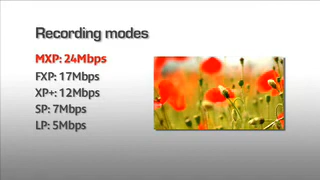 Recording modes
MXP: 24Mbps
FXP: 17Mbps
XP+: 12Mbps
SP: 7Mbps
LP: 5Mbps